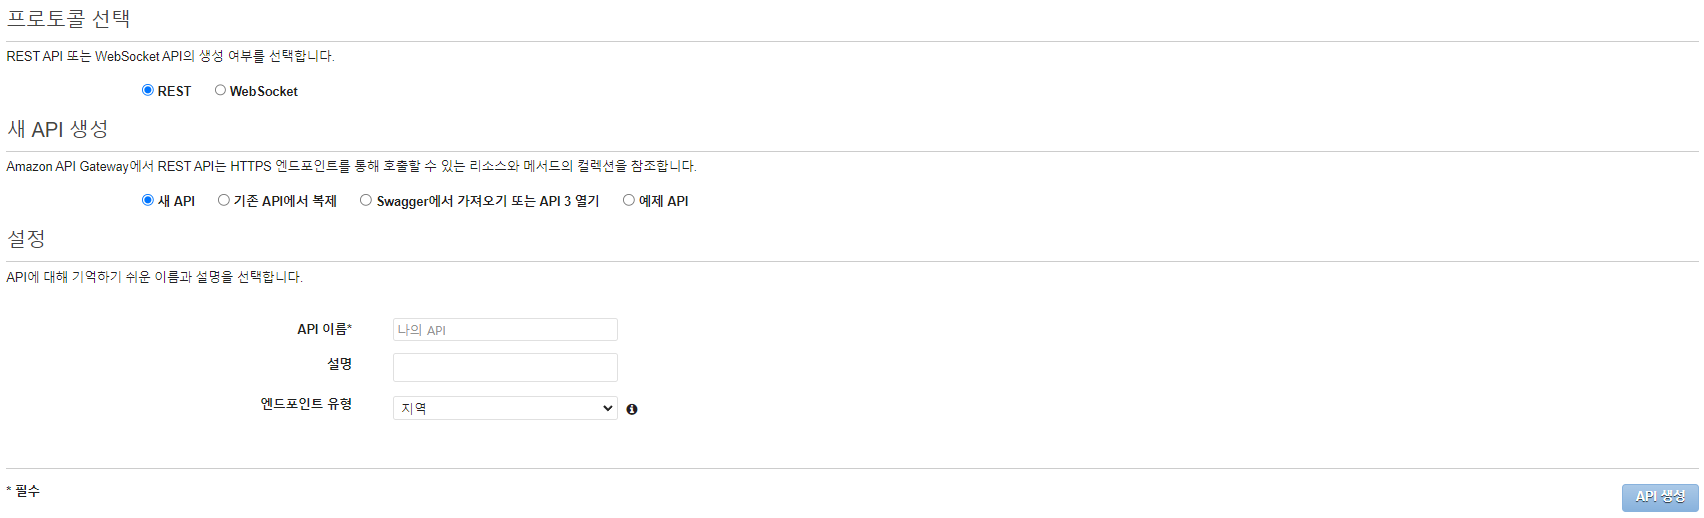 프로토콜 선택
REST API 또는 WebSocket API의 생성 여부를 선택합니다.
REST WebSocket
새 API 생성
Amazon API Gateway에서 REST API는 HTTPS 엔드포인트를 통해 호출할 수 있는 리소스와 메서드의 컬렉션을 참조합니다.
새 API 기존 API에서 복제 Swagger에서 가져오기 또는 API 3 열기 예제 API
설정
API에 대해 기억하기 쉬운 이름과 설명을 선택합니다.
API 이름* 나의 API
설명
엔드포인트 유형 지역
* 필수 API 생성